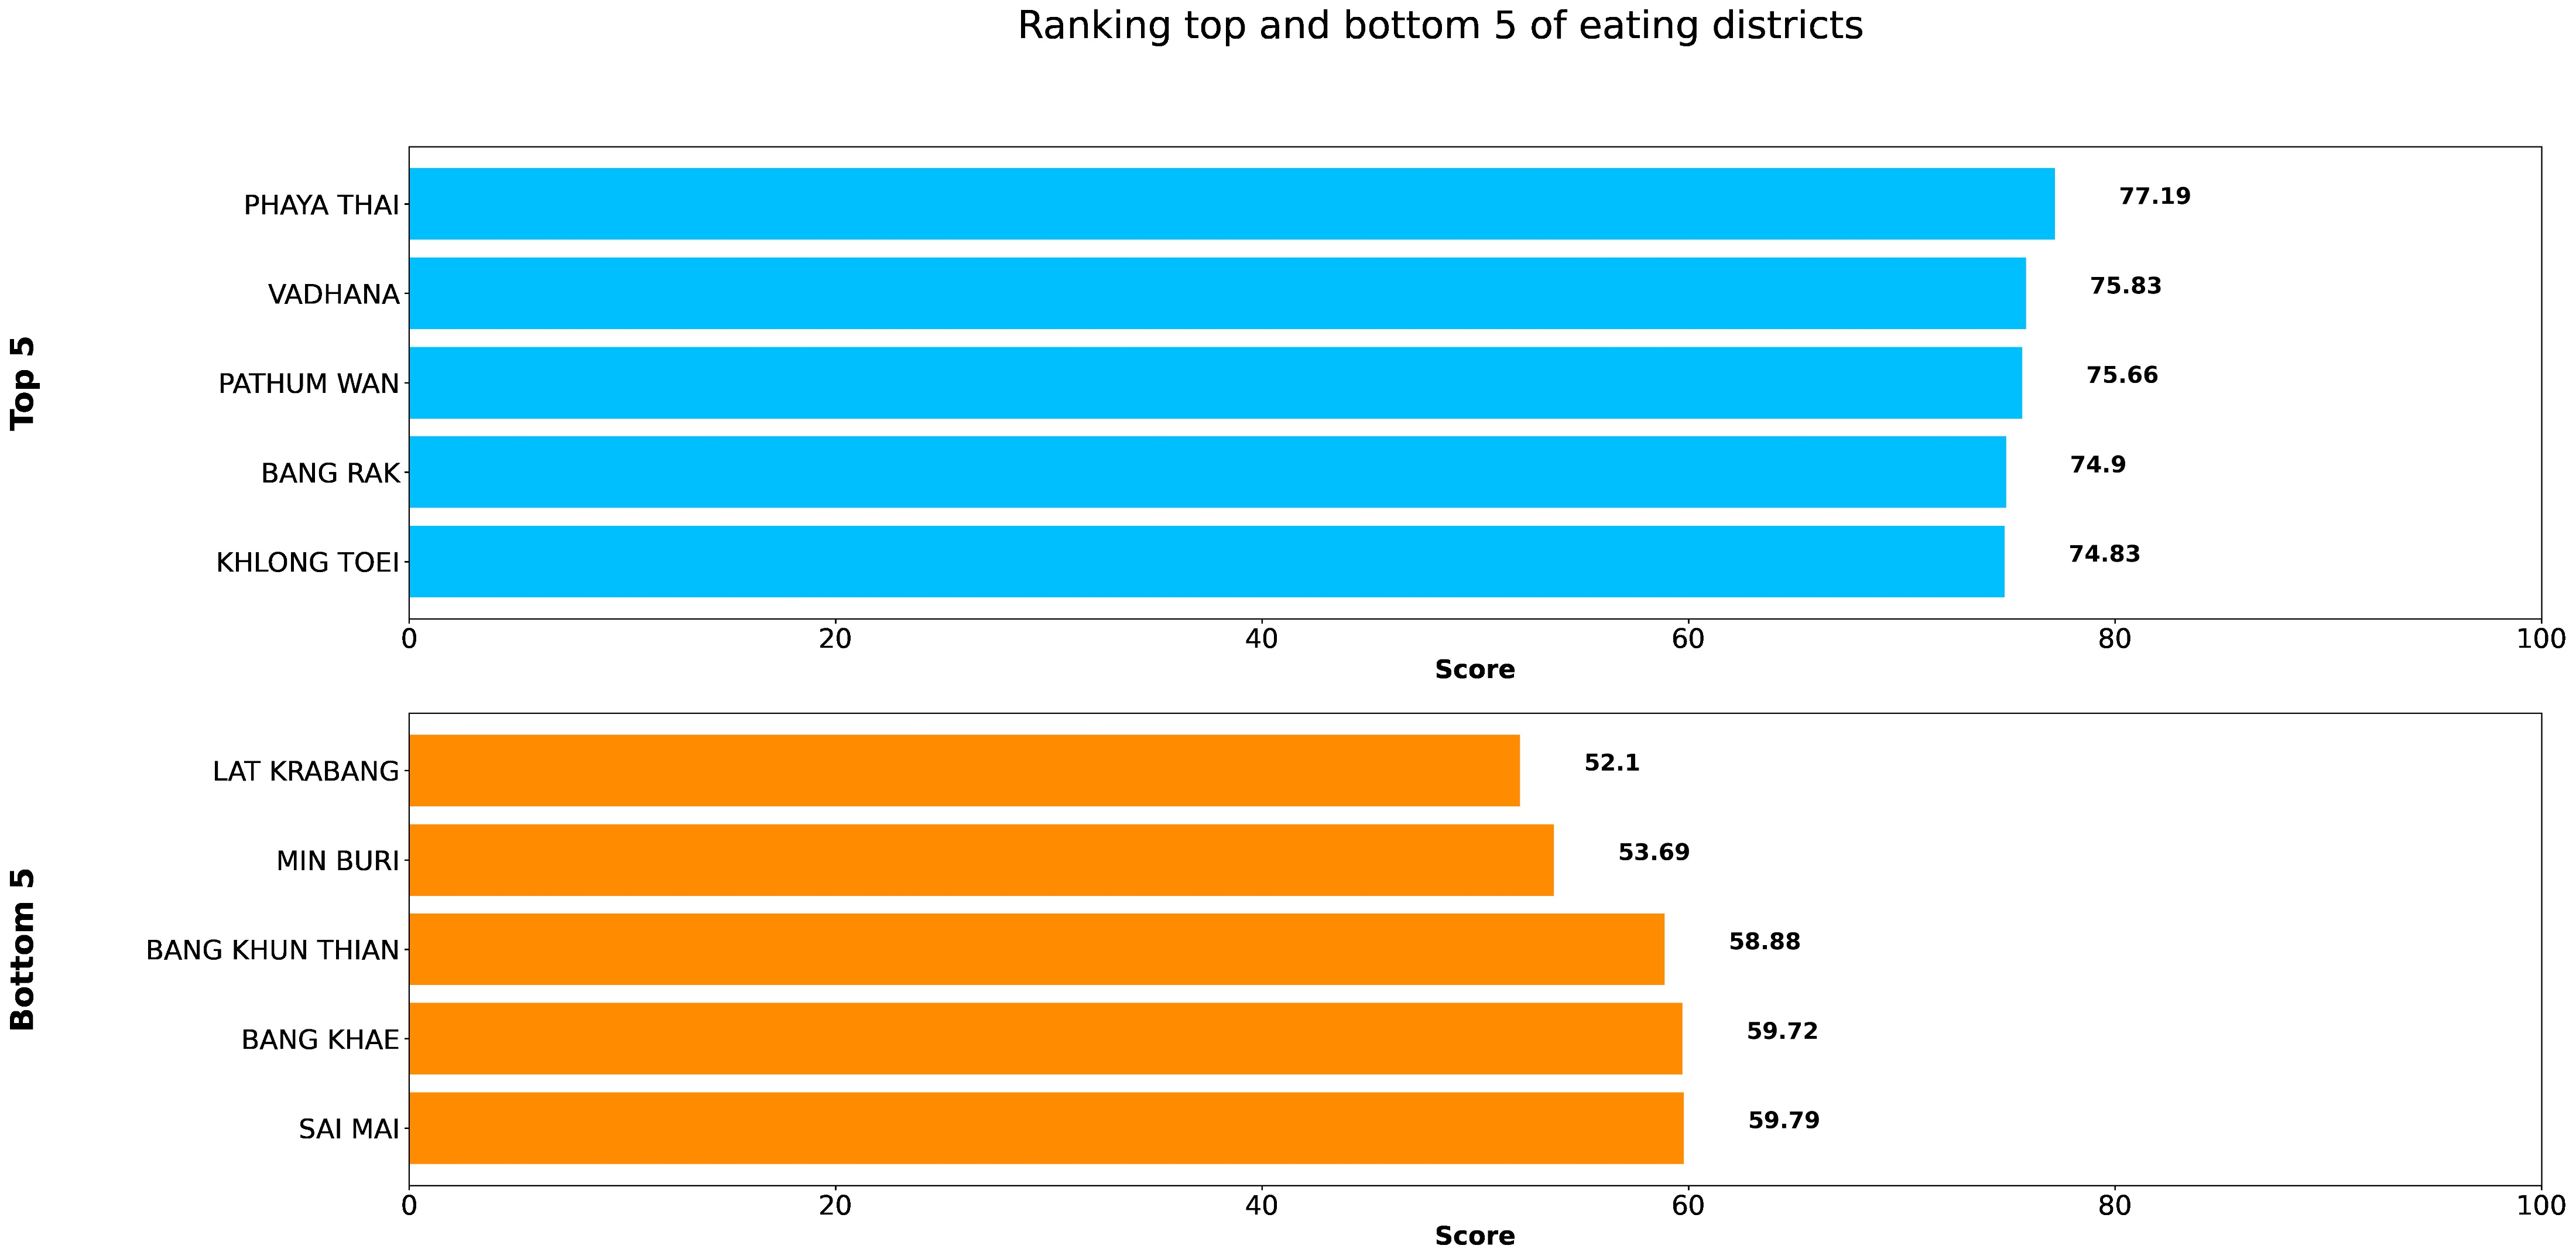 Ranking top and bottom 5 of eating districts
Top 5
PHAYA THAI 77.19
VADHANA 75.83
PATHUM WAN 75.66
BANG RAK 74.9
KHLONG TOEI 74.83
0 20 40 60 80 100
Score
Bottom 5
LAT KRABANG 52.1
MIN BURI 53.69
BANG KHUN THIAN 58.88
BANG KHAE 59.72
SAI MAI 59.79
0 20 40 60 80 100
Score